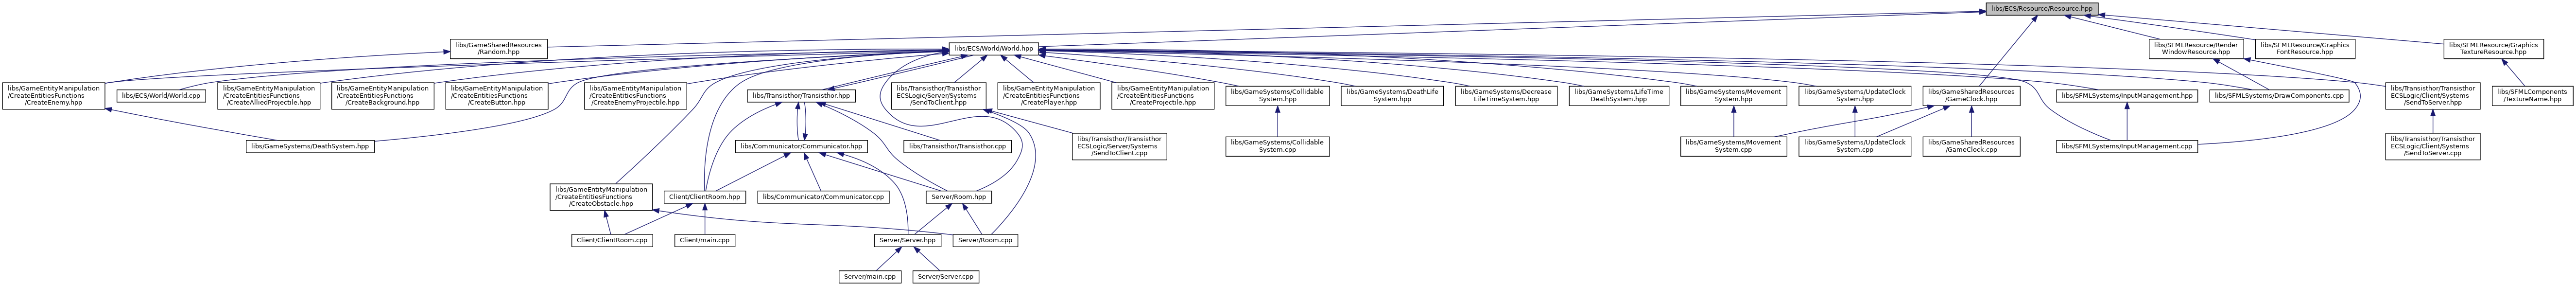 libs/ECS/Resource/Resource.hpp
libs/GameSharedResources
/Random.hpp
libs/ECS/World/World.hpp
libs/SFMLResource/Render
WindowResource.hpp
libs/SFMLResource/Graphics
FontResource.hpp
libs/SFMLResource/Graphics
TextureResource.hpp
libs/GameEntityManipulation
/CreateEntitiesFunctions
/CreateEnemy.hpp
libs/ECS/World/World.cpp
libs/GameEntityManipulation
/CreateEntitiesFunctions
/CreateAlliedProjectile.hpp
libs/GameEntityManipulation
/CreateEntitiesFunctions
/CreateBackground.hpp
libs/GameEntityManipulation
/CreateEntitiesFunctions
/CreateButton.hpp
libs/GameEntityManipulation
/CreateEntitiesFunctions
/CreateEnemyProjectile.hpp
libs/Transisthor/Transisthor.hpp
libs/Transisthor/Transisthor
ECSLogic/Server/Systems
/SendToClient.hpp
libs/GameEntityManipulation
/CreateEntitiesFunctions
/CreatePlayer.hpp
libs/GameEntityManipulation
/CreateEntitiesFunctions
/CreateProjectile.hpp
libs/GameSystems/Collidable
System.hpp
libs/GameSystems/DeathLife
System.hpp
libs/GameSystems/Decrease
LifeTimeSystem.hpp
libs/GameSystems/LifeTime
DeathSystem.hpp
libs/GameSystems/Movement
System.hpp
libs/GameSystems/UpdateClock
System.hpp
libs/GameSharedResources
/GameClock.hpp
libs/SFMLSystems/InputManagement.hpp
libs/SFMLSystems/DrawComponents.cpp
libs/Transisthor/Transisthor
ECSLogic/Client/Systems
/SendToServer.hpp
libs/SFMLComponents
/TextureName.hpp
libs/GameSystems/DeathSystem.hpp
libs/Communicator/Communicator.hpp
libs/Transisthor/Transisthor.cpp
libs/Transisthor/Transisthor
ECSLogic/Server/Systems
/SendToClient.cpp
libs/GameSystems/Collidable
System.cpp
libs/GameSystems/Movement
System.cpp
libs/GameSystems/UpdateClock
System.cpp
libs/GameSharedResources
/GameClock.cpp
libs/SFMLSystems/InputManagement.cpp
libs/Transisthor/Transisthor
ECSLogic/Client/Systems
/SendToServer.cpp
libs/GameEntityManipulation
/CreateEntitiesFunctions
/CreateObstacle.hpp
Client/ClientRoom.hpp
libs/Communicator/Communicator.cpp
Server/Room.hpp
Client/ClientRoom.cpp
Client/main.cpp
Server/Server.hpp
Server/Room.cpp
Server/main.cpp
Server/Server.cpp